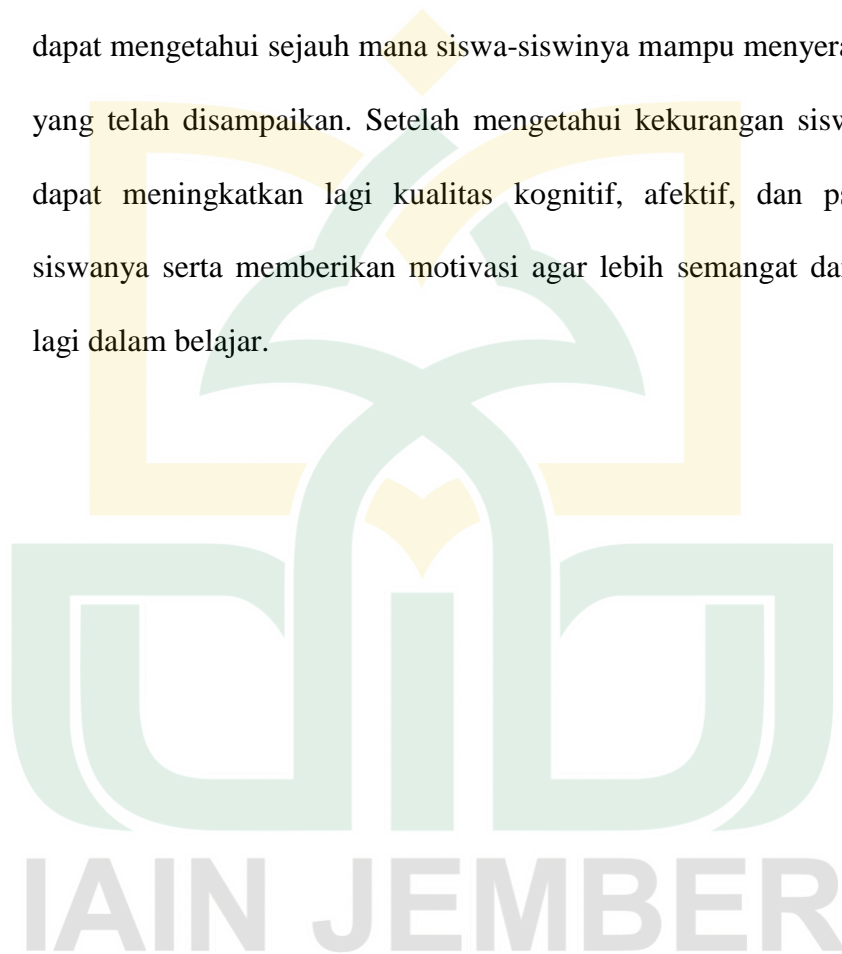 dapat mengetahui sejauh mana siswa-siswinya mampu
yang telah disampaikan. Setelah mengetahui kekurangan
dapat meningkatkan lagi kualitas kognitif, afektif, dan
siswanya serta memberikan motivasi agar lebih semangat
lagi dalam belajar.
IAIN JEMBER